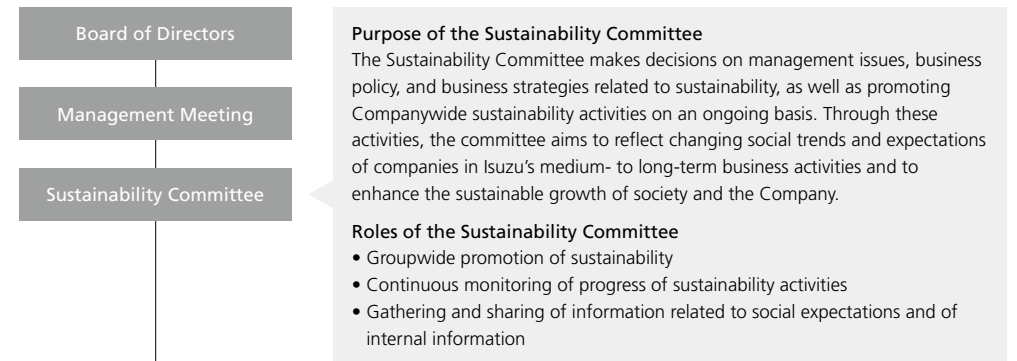 Board of Directors
Management Meeting
Sustainability Committee
Purpose of the Sustainability Committee
The Sustainability Committee makes decisions on management issues, business
policy, and business strategies related to sustainability, as well as promoting
Companywide sustainability activities on an ongoing basis. Through these
activities, the committee aims to reflect changing social trends and expectations
of companies in Isuzu's medium- to long-term business activities and to
enhance the sustainable growth of society and the Company.
Roles of the Sustainability Committee
• Groupwide promotion of sustainability
• Continuous monitoring of progress of sustainability activities
• Gathering and sharing of information related to social expectations and of
internal information